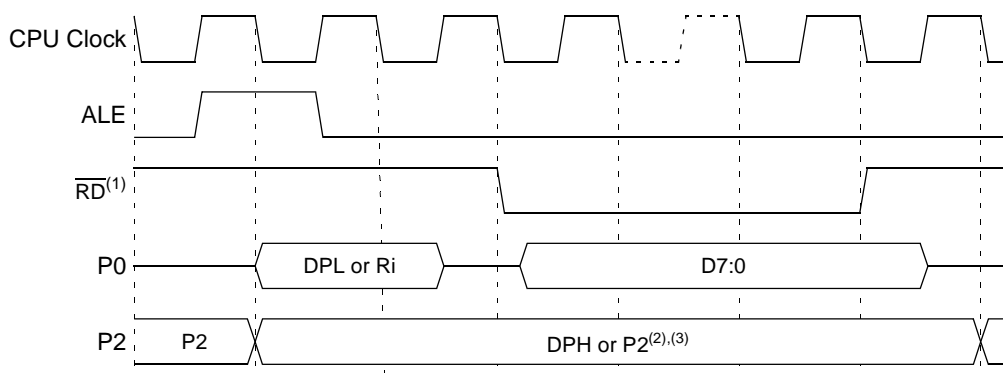 CPU Clock
ALE
RD(1)
P0 DPL or Ri D7:0
P2 P2 DPH or P2(2),(3)